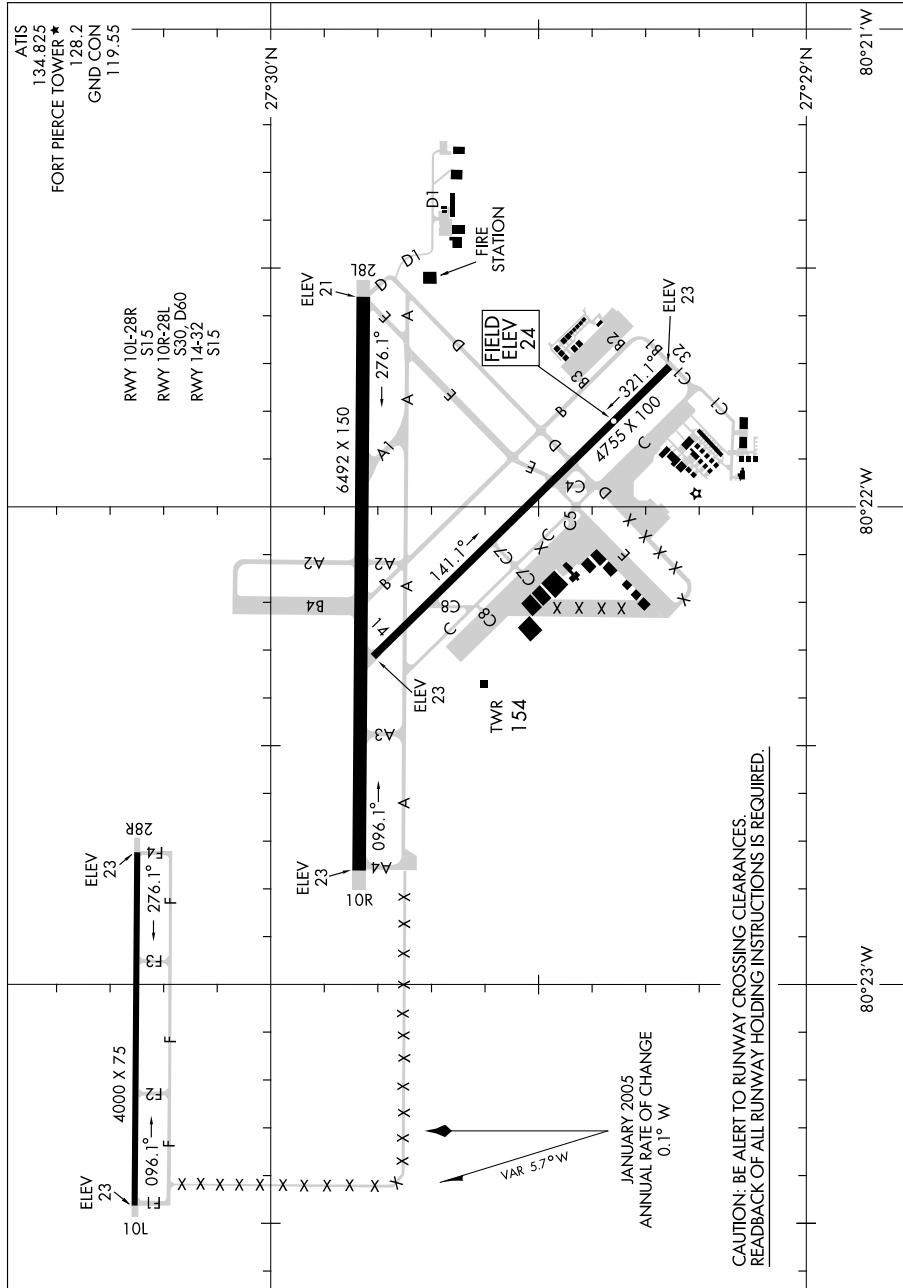 ATIS
134.825
FORT PIERCE TOWER★
128.2
GND CON
119.55
RWY 10L-28R
S15
RWY 10R-28L
S30, D60
RWY 14-32
S15
27°30'N
27°29'N
80°21'W
80°22'W
80°23'W
ELEV
23
10L
4000 X 75
096.1°
276.1°
ELEV
23
28R
F1
F2
F3
F4
F
F
F
ELEV
23
10R
6492 X 150
096.1°
276.1°
ELEV
21
28L
A4
A3
A
A
A
A
A1
A2
A2
B4
B
ELEV
23
14
141.1°
4755 X 100
321.1°
32
ELEV
23
FIELD
ELEV
24
D
E
E
E
D
D
D
D1
D1
FIRE
STATION
B
B3
B2
B1
C1
C1
C
C4
C5
C
C7
C7
C8
C8
C
E
TWR
154
X X X X X
X X X X
X X X X X X X X X X X X
X X X X X X X X X
JANUARY 2005
ANNUAL RATE OF CHANGE
0.1° W
VAR 5.7° W
CAUTION: BE ALERT TO RUNWAY CROSSING CLEARANCES.
READBACK OF ALL RUNWAY HOLDING INSTRUCTIONS IS REQUIRED.